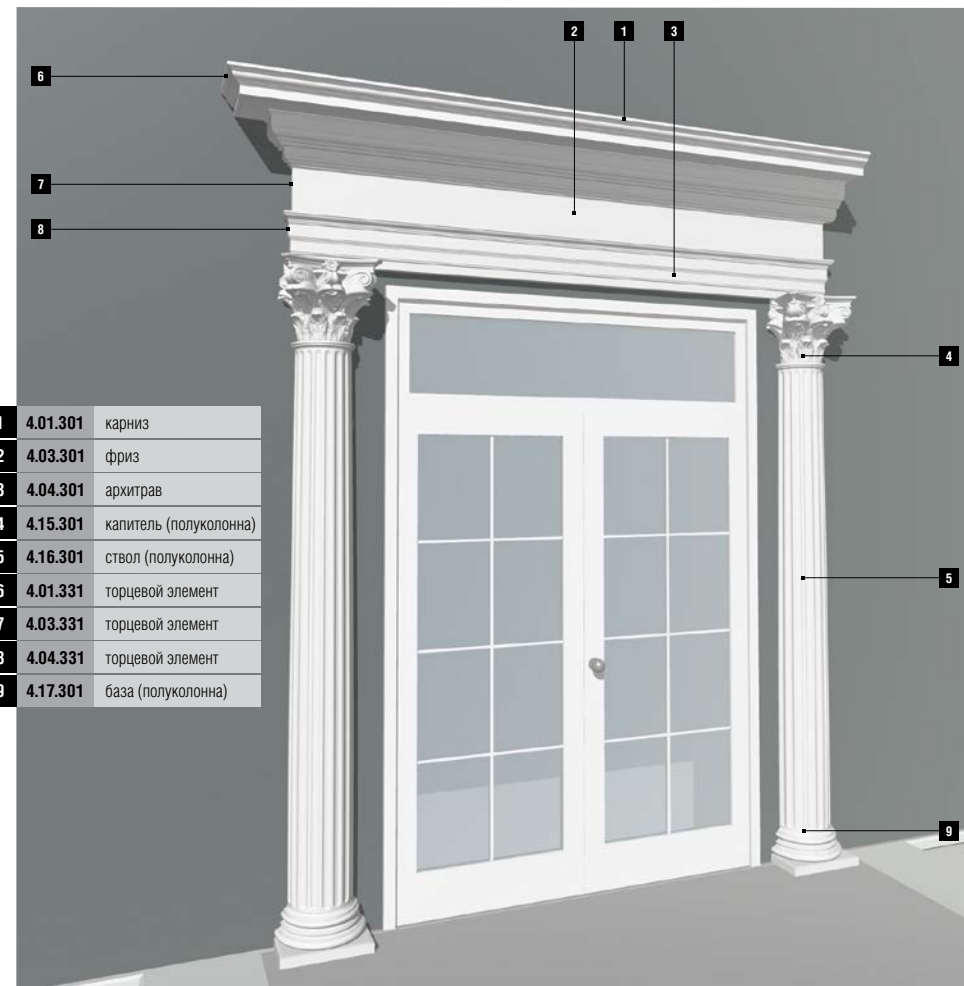 2 1 3
6
7
8
4
1 4.01.301 карниз
2 4.03.301 фриз
3 4.04.301 архитрав
4 4.15.301 капитель (полуколонна)
5 4.16.301 ствол (полуколонна)
6 4.01.331 торцевой элемент
7 4.03.331 торцевой элемент
8 4.04.331 торцевой элемент
9 4.17.301 база (полуколонна)
5
9